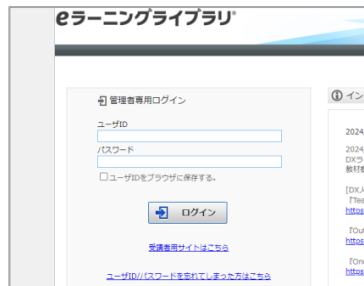 eラーニングライブラリ®
管理者専用ログイン
ユーザID
パスワード
ユーザIDをブラウザに保存する。
ログイン
受講者用サイトはこちら
ユーザID/パスワードを忘れてしまった方はこちら
イン
2024
2024
DXラ
教材
[DX
『Tes
https
『Out
https
『One
https